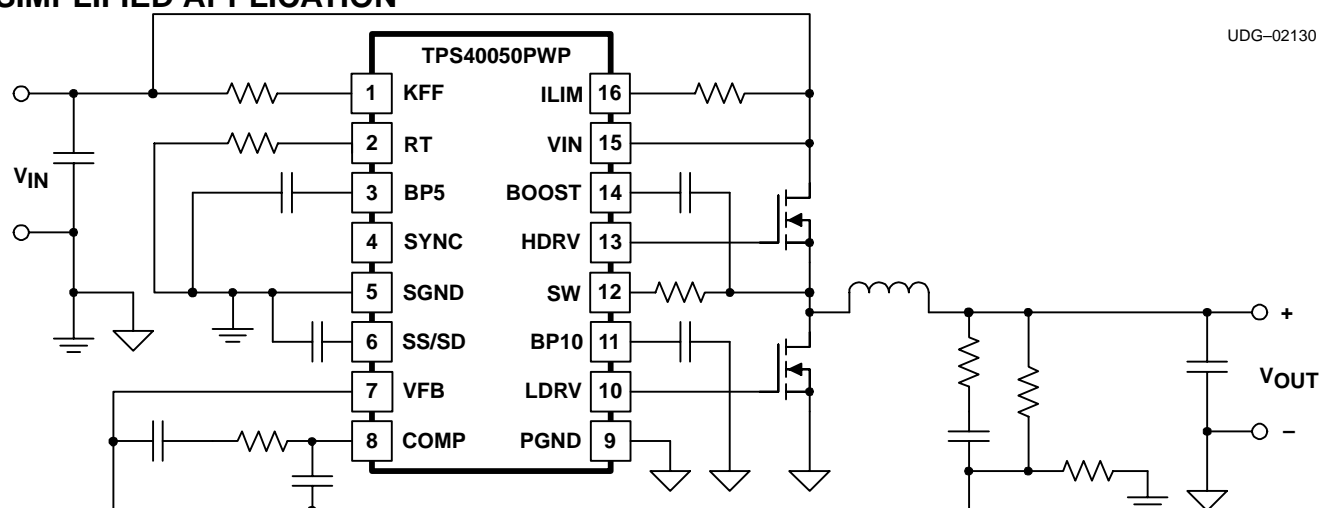 SIMPLIFIED APPLICATION
UDG–02130
TPS40050PWP
1 KFF
ILIM 16
2 RT
VIN 15
3 BP5
BOOST 14
4 SYNC
HDRV 13
5 SGND
SW 12
6 SS/SD
BP10 11
7 VFB
LDRV 10
8 COMP
PGND 9
VIN
+
VOUT
–